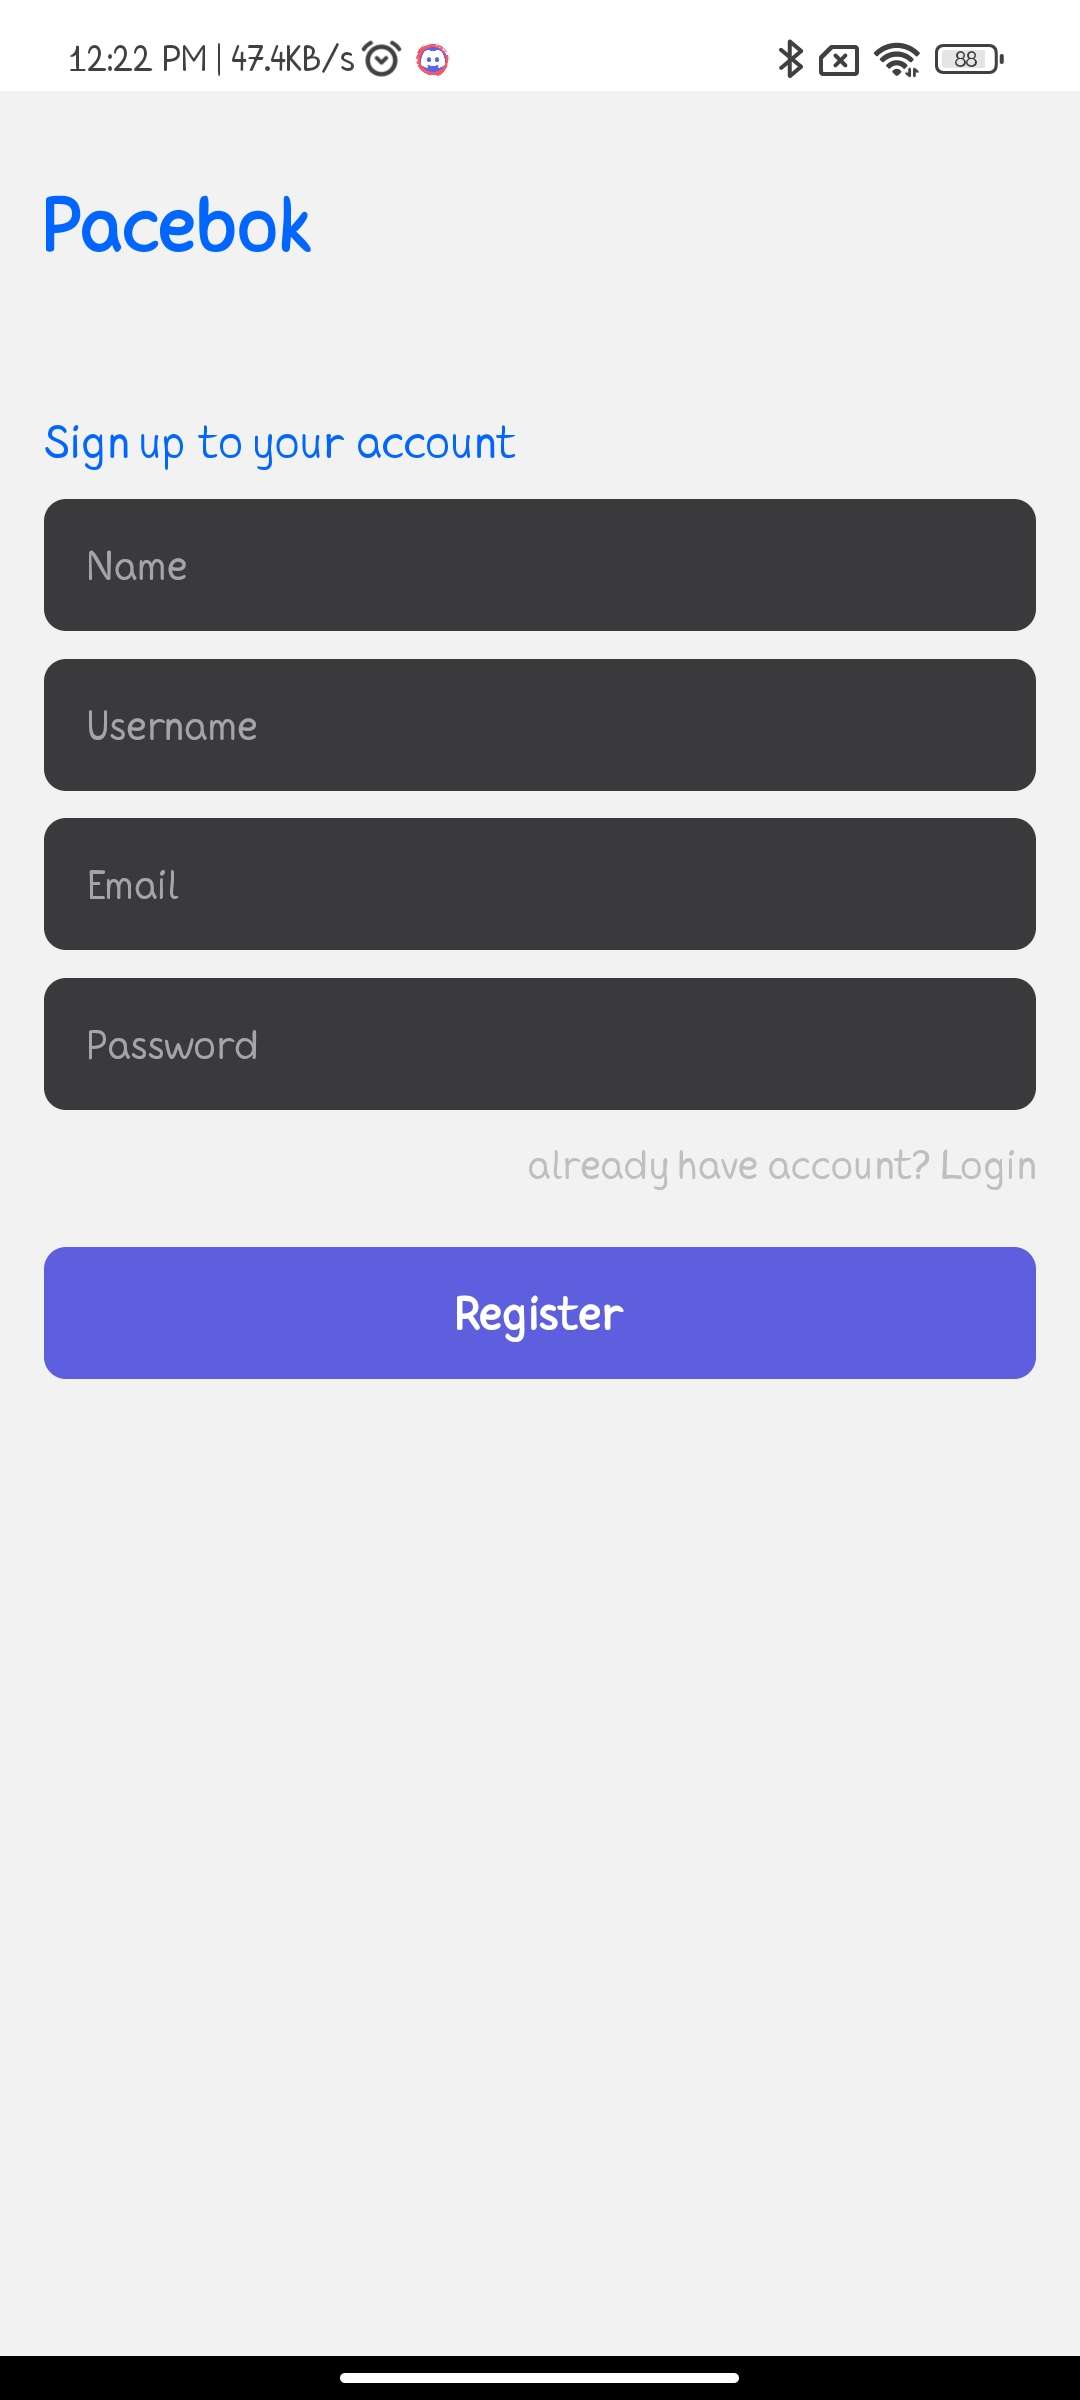 12:22 PM | 47.4KB/s
88
Pacebok
Sign up to your account
Name
Username
Email
Password
already have account? Login
Register